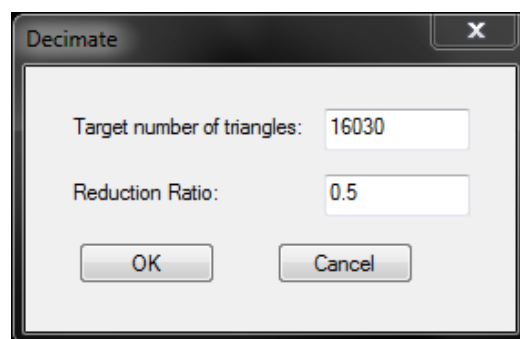 Decimate
Target number of triangles: 16030
Reduction Ratio: 0.5
OK Cancel